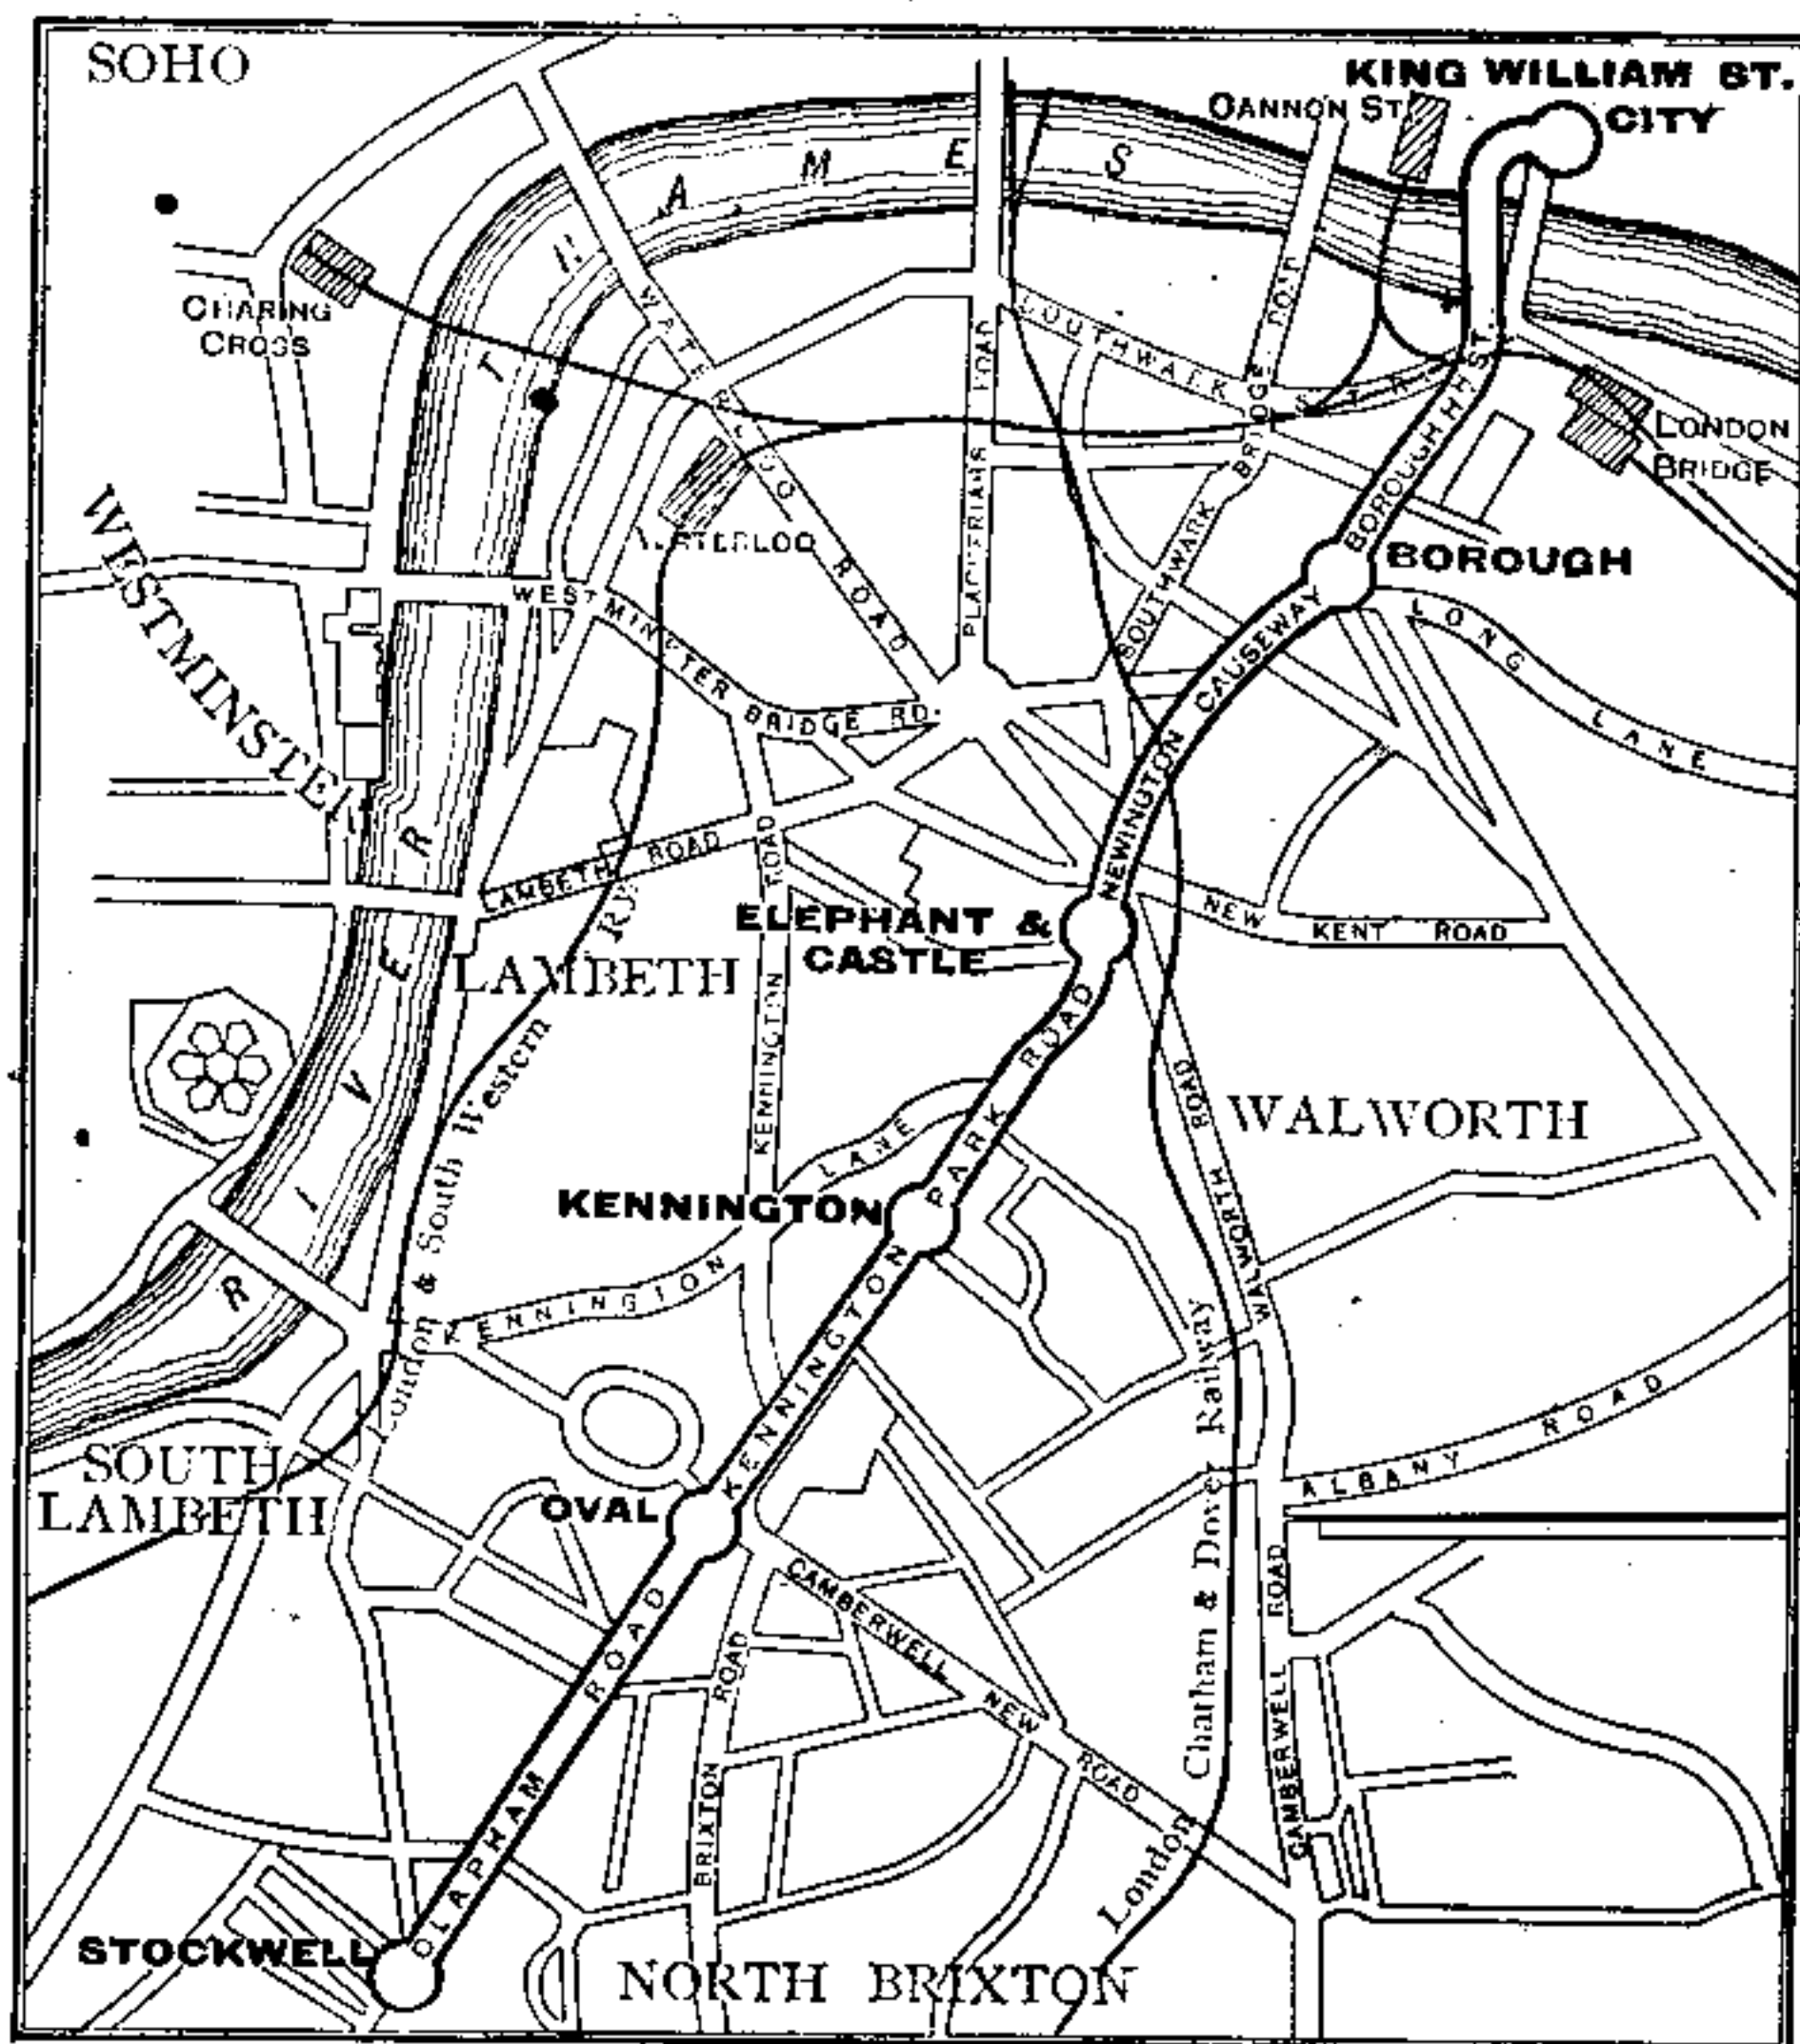 SOHO
KING WILLIAM ST.
CITY
CANNON ST.
THAMES
CHARING
CROSS
WATERLOO ROAD
SOUTHWARK ST.
BLACKFRIARS ROAD
SOUTHWARK BRIDGE ROAD
BOROUGH H ST.
LONDON
BRIDGE
WATERLOO
BOROUGH
WESTMINSTER
WESTMINSTER BRIDGE RD.
LONG LANE
NEWINGTON CAUSEWAY
RIVER
LAMBETH ROAD
NEW KENT ROAD
ELEPHANT &
CASTLE
LAMBETH
KENNINGTON ROAD
London & South Western RY.
KENNINGTON PARK ROAD
WALWORTH
WALWORTH ROAD
KENNINGTON
KENNINGTON LANE
London Chatham & Dover Railway
ALBANY ROAD
SOUTH
LAMBETH
OVAL
CAMBERWELL NEW ROAD
CAMBERWELL ROAD
CLAPHAM ROAD
BRIXTON ROAD
STOCKWELL
NORTH BRIXTON